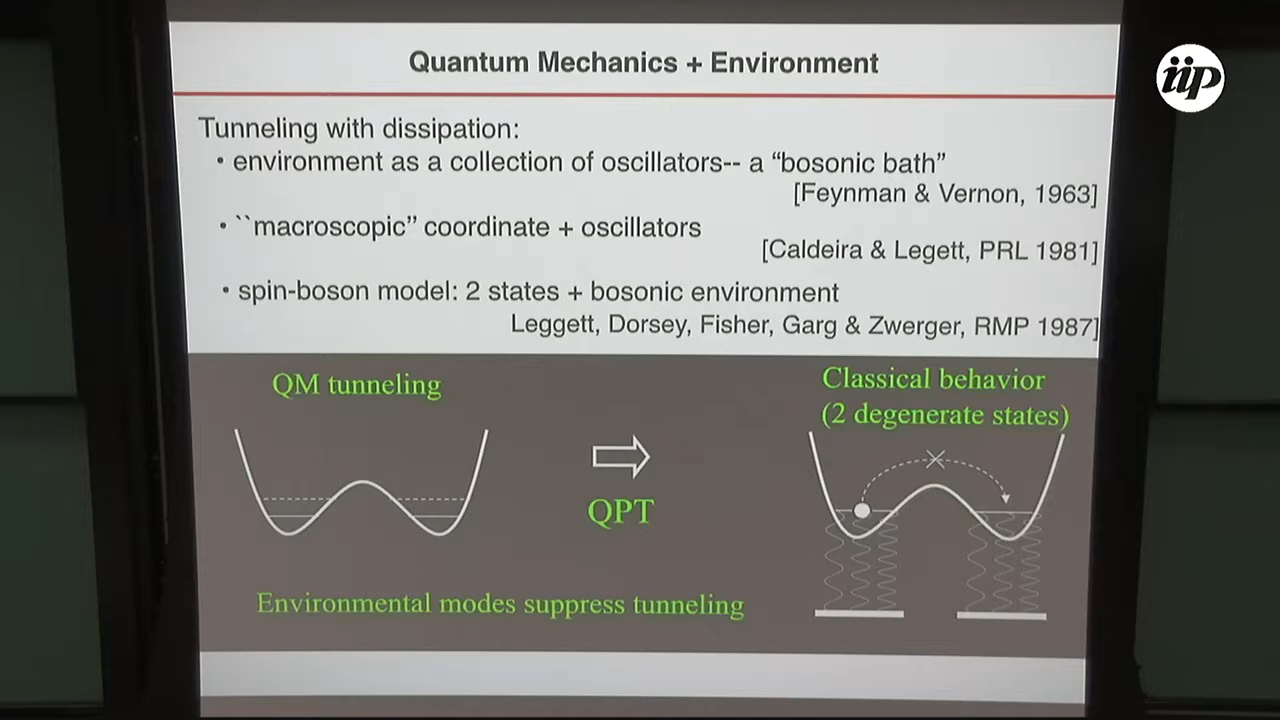 Quantum Mechanics + Environment
iip
Tunneling with dissipation:
• environment as a collection of oscillators-- a “bosonic bath”
[Feynman & Vernon, 1963]
• ``macroscopic” coordinate + oscillators
[Caldeira & Legett, PRL 1981]
• spin-boson model: 2 states + bosonic environment
Leggett, Dorsey, Fisher, Garg & Zwerger, RMP 1987]
QM tunneling
Classical behavior
(2 degenerate states)
QPT
Environmental modes suppress tunneling